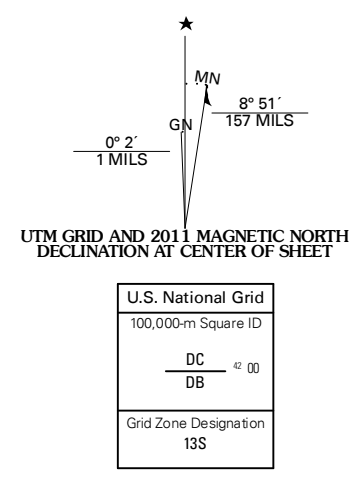 ★
MN
8° 51´
157 MILS
GN
0° 2´
1 MILS
UTM GRID AND 2011 MAGNETIC NORTH
DECLINATION AT CENTER OF SHEET
U.S. National Grid
100,000-m Square ID
DC
42 00
DB
Grid Zone Designation
13S